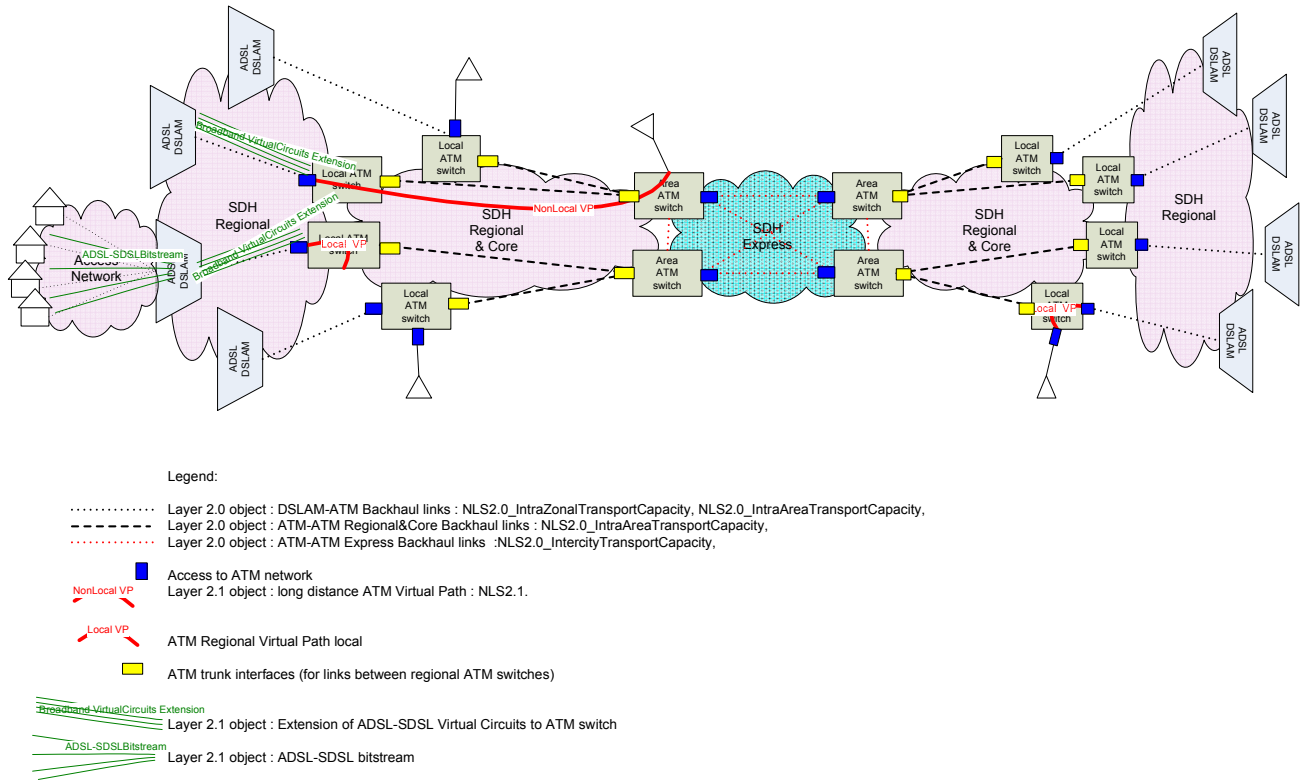 ADSL
DSLAM
ADSL
DSLAM
ADSL
DSLAM
ADSL
DSLAM
Broadband VirtualCircuits Extension
Local ATM
switch
Local
ATM
switch
Area
ATM
switch
Area
ATM
switch
Local
ATM
switch
Local
ATM
switch
ADSL
DSLAM
SDH
Regional
Broadband VirtualCircuits Extension
NonLocal VP
SDH
Regional
& Core
SDH
Express
SDH
Regional
& Core
SDH
Regional
ADSL-SDSLBitstream
Access
Network
ADSL
DSLAM
Local ATM
Local VP
switch
Area
ATM
switch
Area
ATM
switch
Local
ATM
switch
ADSL
DSLAM
Local
ATM
switch
Local
ATM
switch
Local VP
ADSL
DSLAM
Legend:
Layer 2.0 object : DSLAM-ATM Backhaul links : NLS2.0_IntraZonalTransportCapacity, NLS2.0_IntraAreaTransportCapacity,
Layer 2.0 object : ATM-ATM Regional&Core Backhaul links : NLS2.0_IntraAreaTransportCapacity,
Layer 2.0 object : ATM-ATM Express Backhaul links :NLS2.0_IntercityTransportCapacity,
Access to ATM network
NonLocal VP
Layer 2.1 object : long distance ATM Virtual Path : NLS2.1.
Local VP
ATM Regional Virtual Path local
ATM trunk interfaces (for links between regional ATM switches)
Broadband VirtualCircuits Extension
Layer 2.1 object : Extension of ADSL-SDSL Virtual Circuits to ATM switch
ADSL-SDSLBitstream
Layer 2.1 object : ADSL-SDSL bitstream